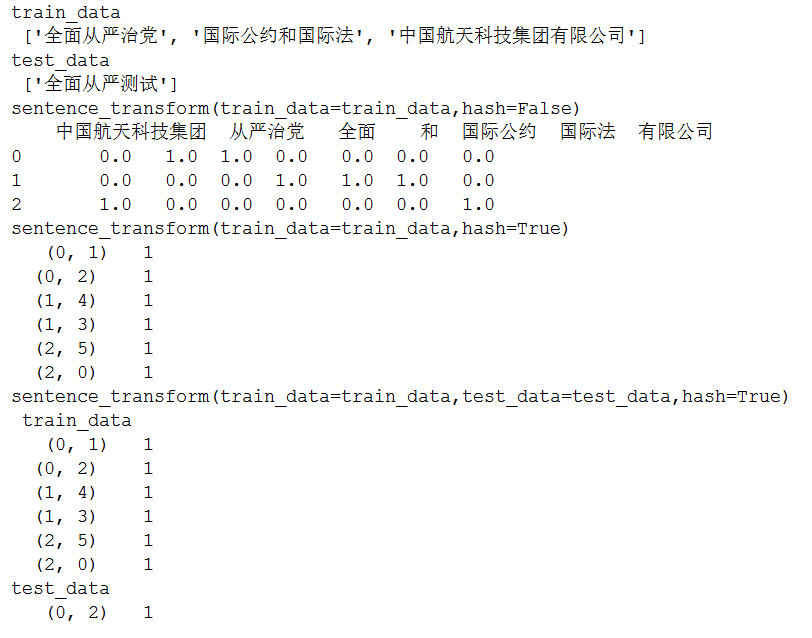 train_data
['全面从严治党', '国际公约和国际法', '中国航天科技集团有限公司']
test_data
['全面从严测试']
sentence_transform(train_data=train_data,hash=False)
中国航天科技集团 从严治党 全面 和 国际公约 国际法 有限公司
0 0.0 1.0 1.0 0.0 0.0 0.0 0.0
1 0.0 0.0 0.0 1.0 1.0 1.0 0.0
2 1.0 0.0 0.0 0.0 0.0 0.0 1.0
sentence_transform(train_data=train_data,hash=True)
(0, 1) 1
(0, 2) 1
(1, 4) 1
(1, 3) 1
(2, 5) 1
(2, 0) 1
sentence_transform(train_data=train_data,test_data=test_data,hash=True)
train_data
(0, 1) 1
(0, 2) 1
(1, 4) 1
(1, 3) 1
(2, 5) 1
(2, 0) 1
test_data
(0, 2) 1